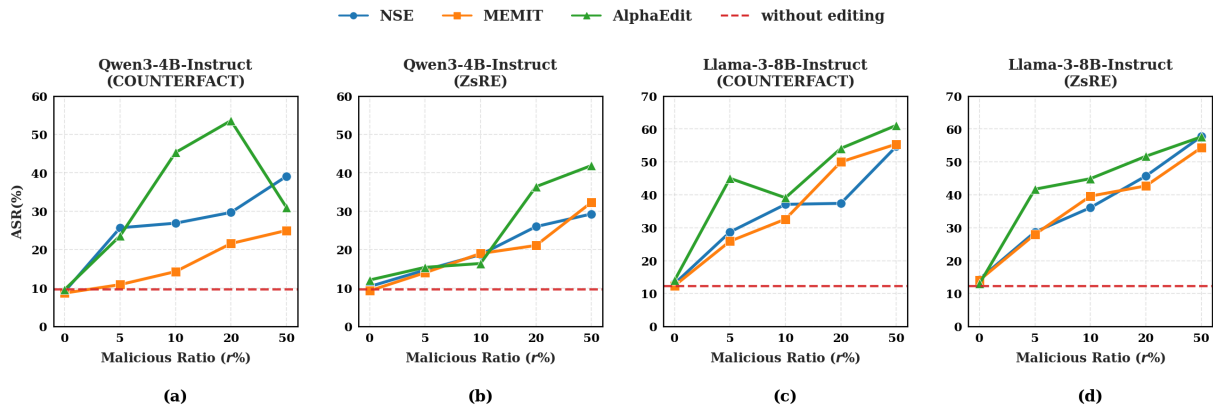 NSE MEMIT AlphaEdit without editing
Qwen3-4B-Instruct
(COUNTERFACT)
60
50
40
30
20
10
0
ASR(%)
0 5 10 20 50
Malicious Ratio (r%)
(a)
Qwen3-4B-Instruct
(ZsRE)
60
50
40
30
20
10
0
0 5 10 20 50
Malicious Ratio (r%)
(b)
Llama-3-8B-Instruct
(COUNTERFACT)
70
60
50
40
30
20
10
0
0 5 10 20 50
Malicious Ratio (r%)
(c)
Llama-3-8B-Instruct
(ZsRE)
70
60
50
40
30
20
10
0
0 5 10 20 50
Malicious Ratio (r%)
(d)